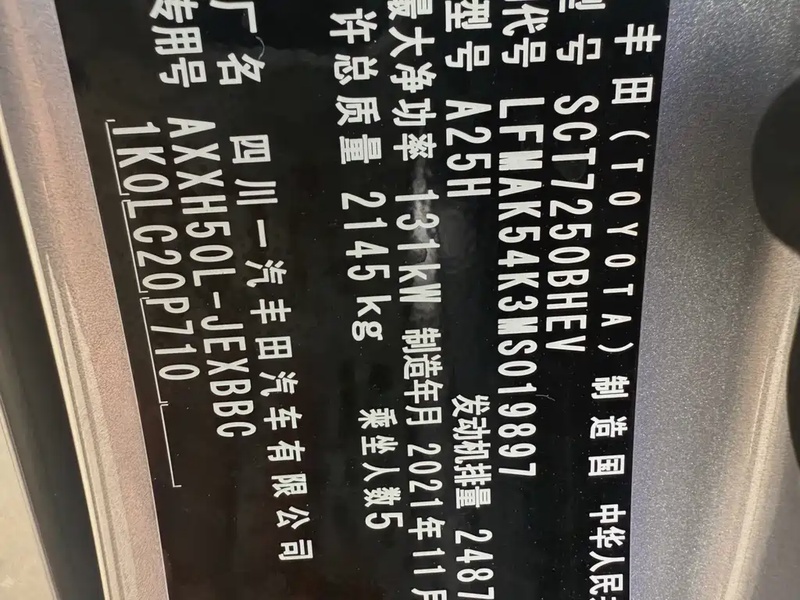 丰田(TOYOTA) 制造国 中华人民
型号 SCT7250BHEV
代号 LFMAK54K3MS019897
型号 A25H 发动机排量 2487
最大净功率 131kW 制造年月 2021年11月
许总质量 2145kg 乘坐人数5
厂名 四川一汽丰田汽车有限公司
专用号 AXXH50L-JEXBBC
1K0LC20P710